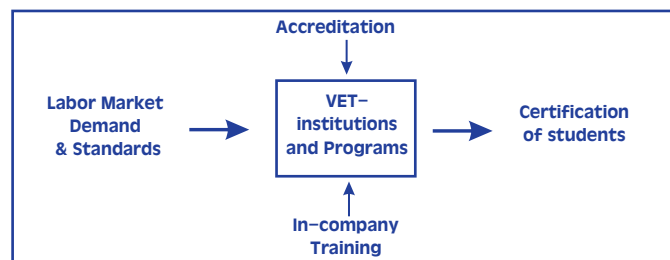 Accreditation
Labor Market
Demand
& Standards
VET-
institutions
and Programs
Certification
of students
In-company
Training